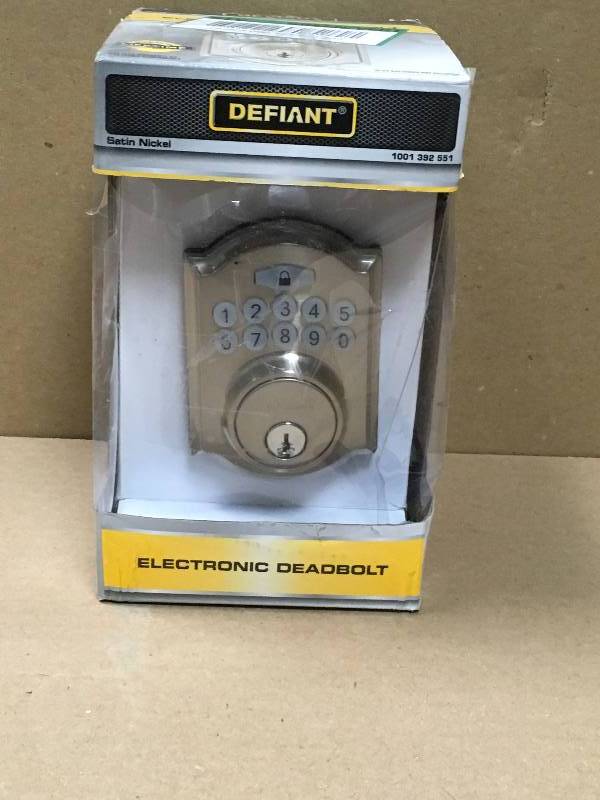 DEFIANT®
Satin Nickel
1001 392 551
1 2 3 4 5
6 7 8 9 0
ELECTRONIC DEADBOLT